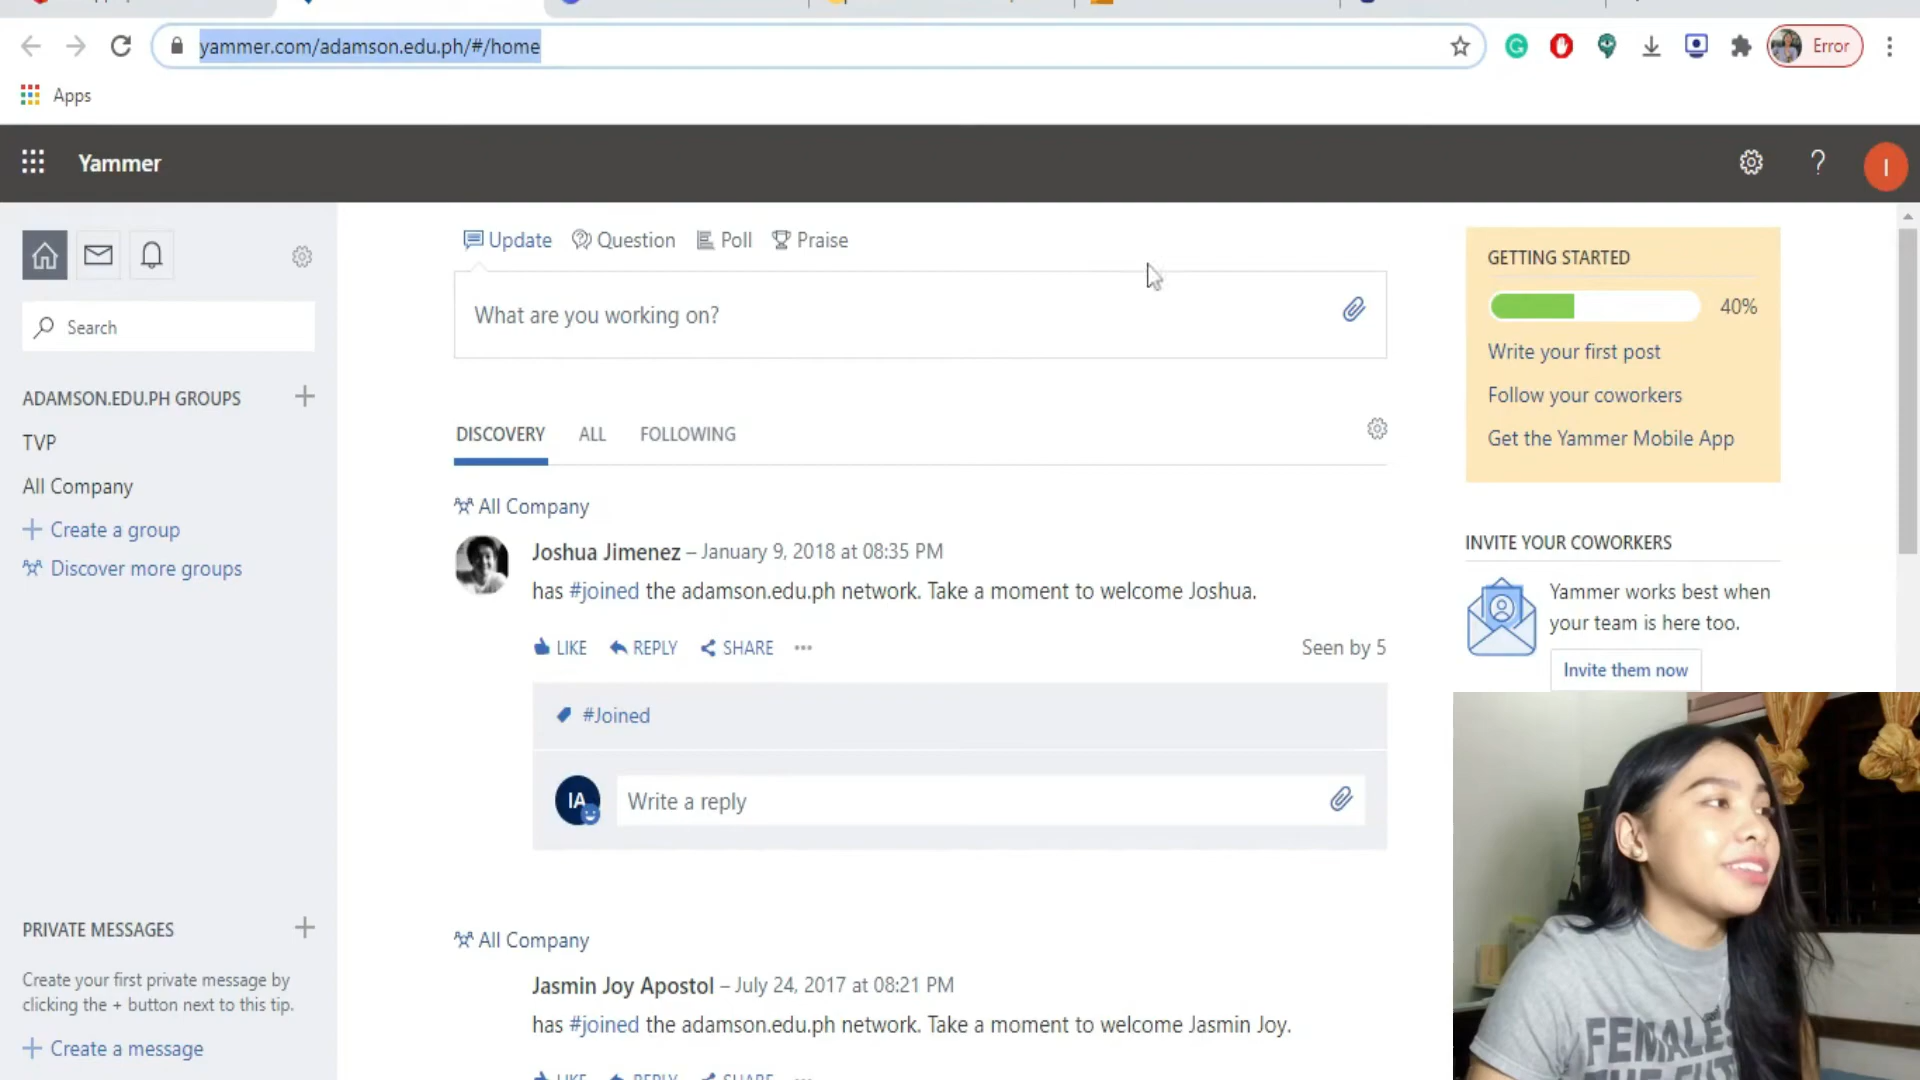 yammer.com/adamson.edu.ph/#/home
Error
Apps
Yammer
?
I
Update Question Poll Praise
What are you working on?
Search
ADAMSON.EDU.PH GROUPS
TVP
All Company
Create a group
Discover more groups
DISCOVERY ALL FOLLOWING
All Company
Joshua Jimenez – January 9, 2018 at 08:35 PM
has #joined the adamson.edu.ph network. Take a moment to welcome Joshua.
LIKE REPLY SHARE
Seen by 5
#Joined
IA
Write a reply
All Company
Jasmin Joy Apostol – July 24, 2017 at 08:21 PM
has #joined the adamson.edu.ph network. Take a moment to welcome Jasmin Joy.
LIKE REPLY SHARE
PRIVATE MESSAGES
Create your first private message by
clicking the + button next to this tip.
Create a message
GETTING STARTED
40%
Write your first post
Follow your coworkers
Get the Yammer Mobile App
INVITE YOUR COWORKERS
Yammer works best when
your team is here too.
Invite them now
FEMALES